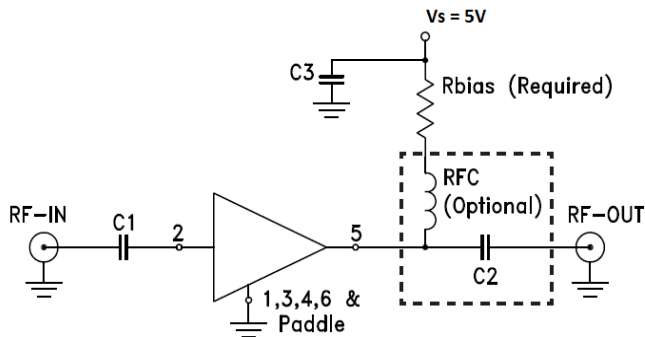 Vs = 5V
C3
Rbias (Required)
RFC
(Optional)
RF-IN
C1
2
5
RF-OUT
C2
1,3,4,6 &
Paddle